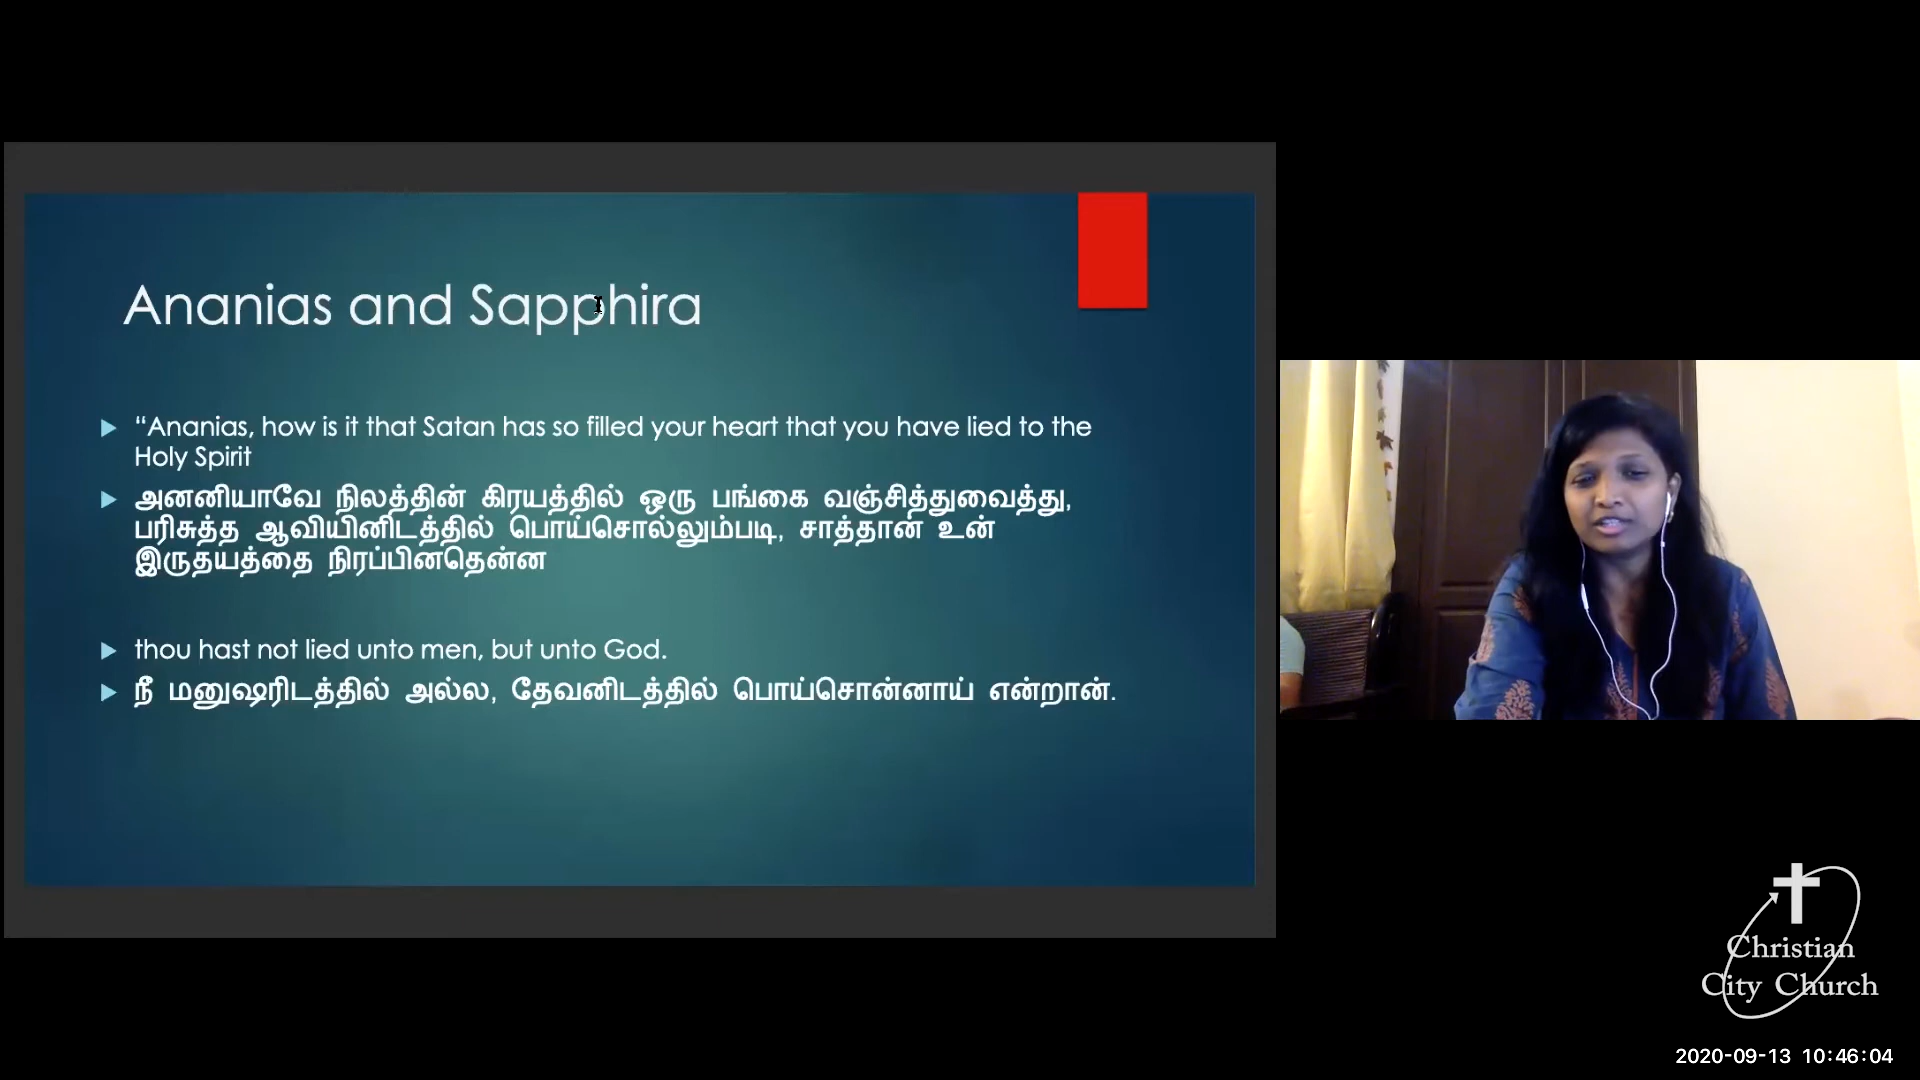 Ananias and Sapphira
“Ananias, how is it that Satan has so filled your heart that you have lied to the
Holy Spirit
அனனியாவே நிலத்தின் கிரயத்தில் ஒரு பங்கை வஞ்சித்துவைத்து,
பரிசுத்த ஆவியினிடத்தில் பொய்சொல்லும்படி, சாத்தான் உன்
இருதயத்தை நிரப்பினதென்ன
thou hast not lied unto men, but unto God.
நீ மனுஷரிடத்தில் அல்ல, தேவனிடத்தில் பொய்சொன்னாய் என்றான்.
Christian
City Church
2020-09-13 10:46:04